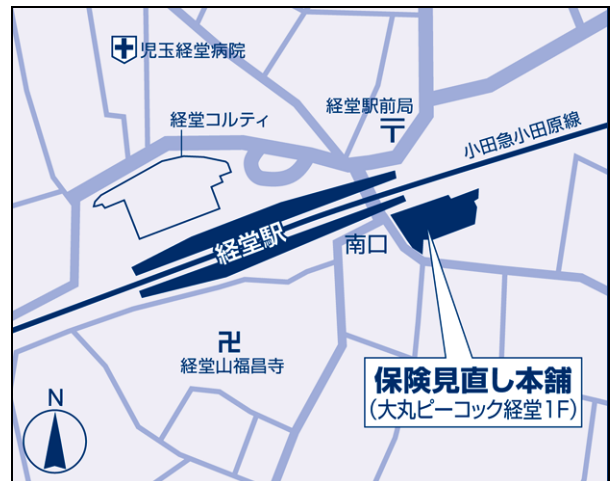 児玉経堂病院
経堂コルティ
経堂駅前局
小田急小田原線
経堂駅
南口
卍
経堂山福昌寺
保険見直し本舗
(大丸ピーコック経堂1F)
N